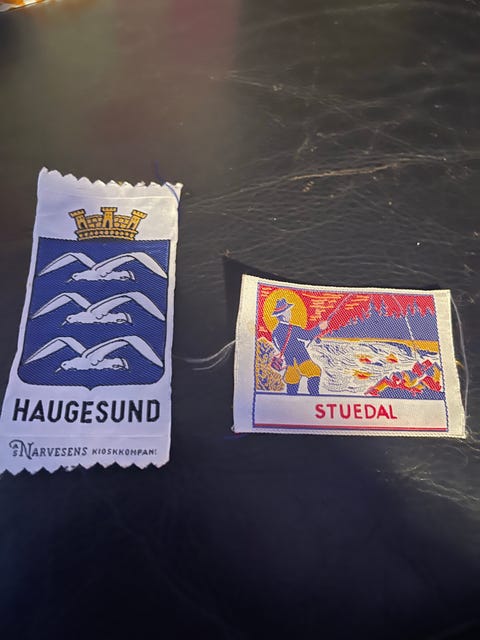 HAUGESUND
A/S NARVESENS KIOSKKOMPANI
STUEDAL